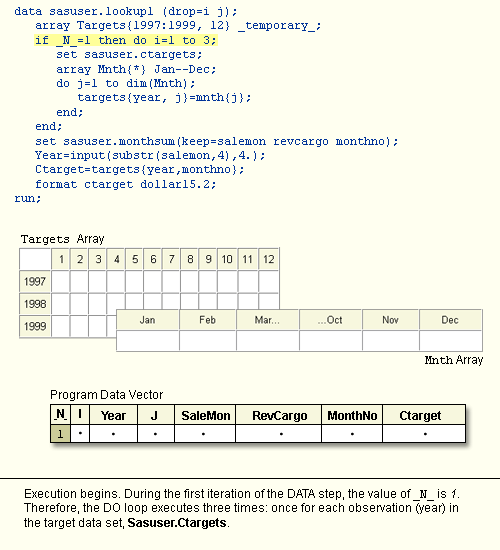 data sasuser.lookup1 (drop=i j);
array Targets{1997:1999, 12} _temporary_;
if _N_=1 then do i=1 to 3;
set sasuser.ctargets;
array Mnth{*} Jan--Dec;
do j=1 to dim(Mnth);
targets{year, j}=mnth{j};
end;
end;
set sasuser.monthsum(keep=salemon revcargo monthno);
Year=input(substr(salemon,4),4.);
Ctarget=targets{year,monthno};
format ctarget dollar15.2;
run;
Targets Array
1 2 3 4 5 6 7 8 9 10 11 12
1997
1998
1999
Jan Feb Mar... ...Oct Nov Dec
Mnth Array
Program Data Vector
_N_ I Year J SaleMon RevCargo MonthNo Ctarget
1 • • • • • • •
Execution begins. During the first iteration of the DATA step, the value of _N_ is 1.
Therefore, the DO loop executes three times: once for each observation (year) in
the target data set, Sasuser.Ctargets.